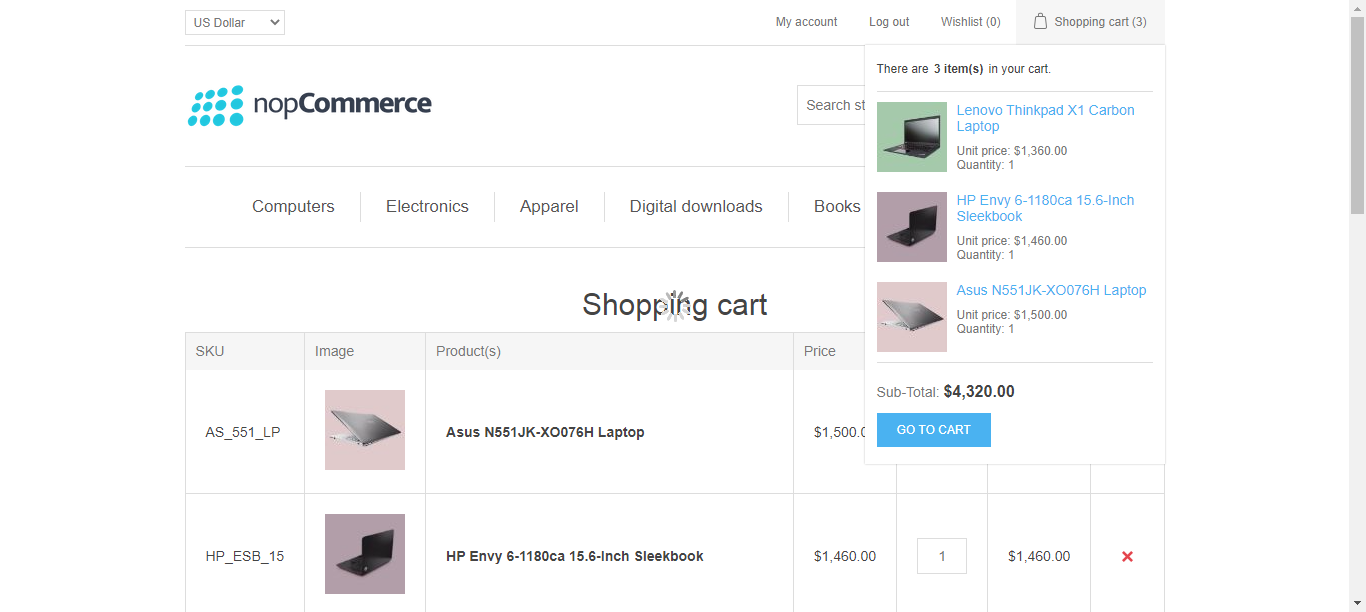 US Dollar
My account
Log out
Wishlist (0)
Shopping cart (3)
There are 3 item(s) in your cart.
nopCommerce
Search st
Lenovo Thinkpad X1 Carbon
Laptop
Unit price: $1,360.00
Quantity: 1
HP Envy 6-1180ca 15.6-Inch
Sleekbook
Unit price: $1,460.00
Quantity: 1
Asus N551JK-XO076H Laptop
Unit price: $1,500.00
Quantity: 1
Sub-Total: $4,320.00
GO TO CART
Computers
Electronics
Apparel
Digital downloads
Books
Shopping cart
SKU
Image
Product(s)
Price
AS_551_LP
Asus N551JK-XO076H Laptop
$1,500.0
HP_ESB_15
HP Envy 6-1180ca 15.6-Inch Sleekbook
$1,460.00
1
$1,460.00